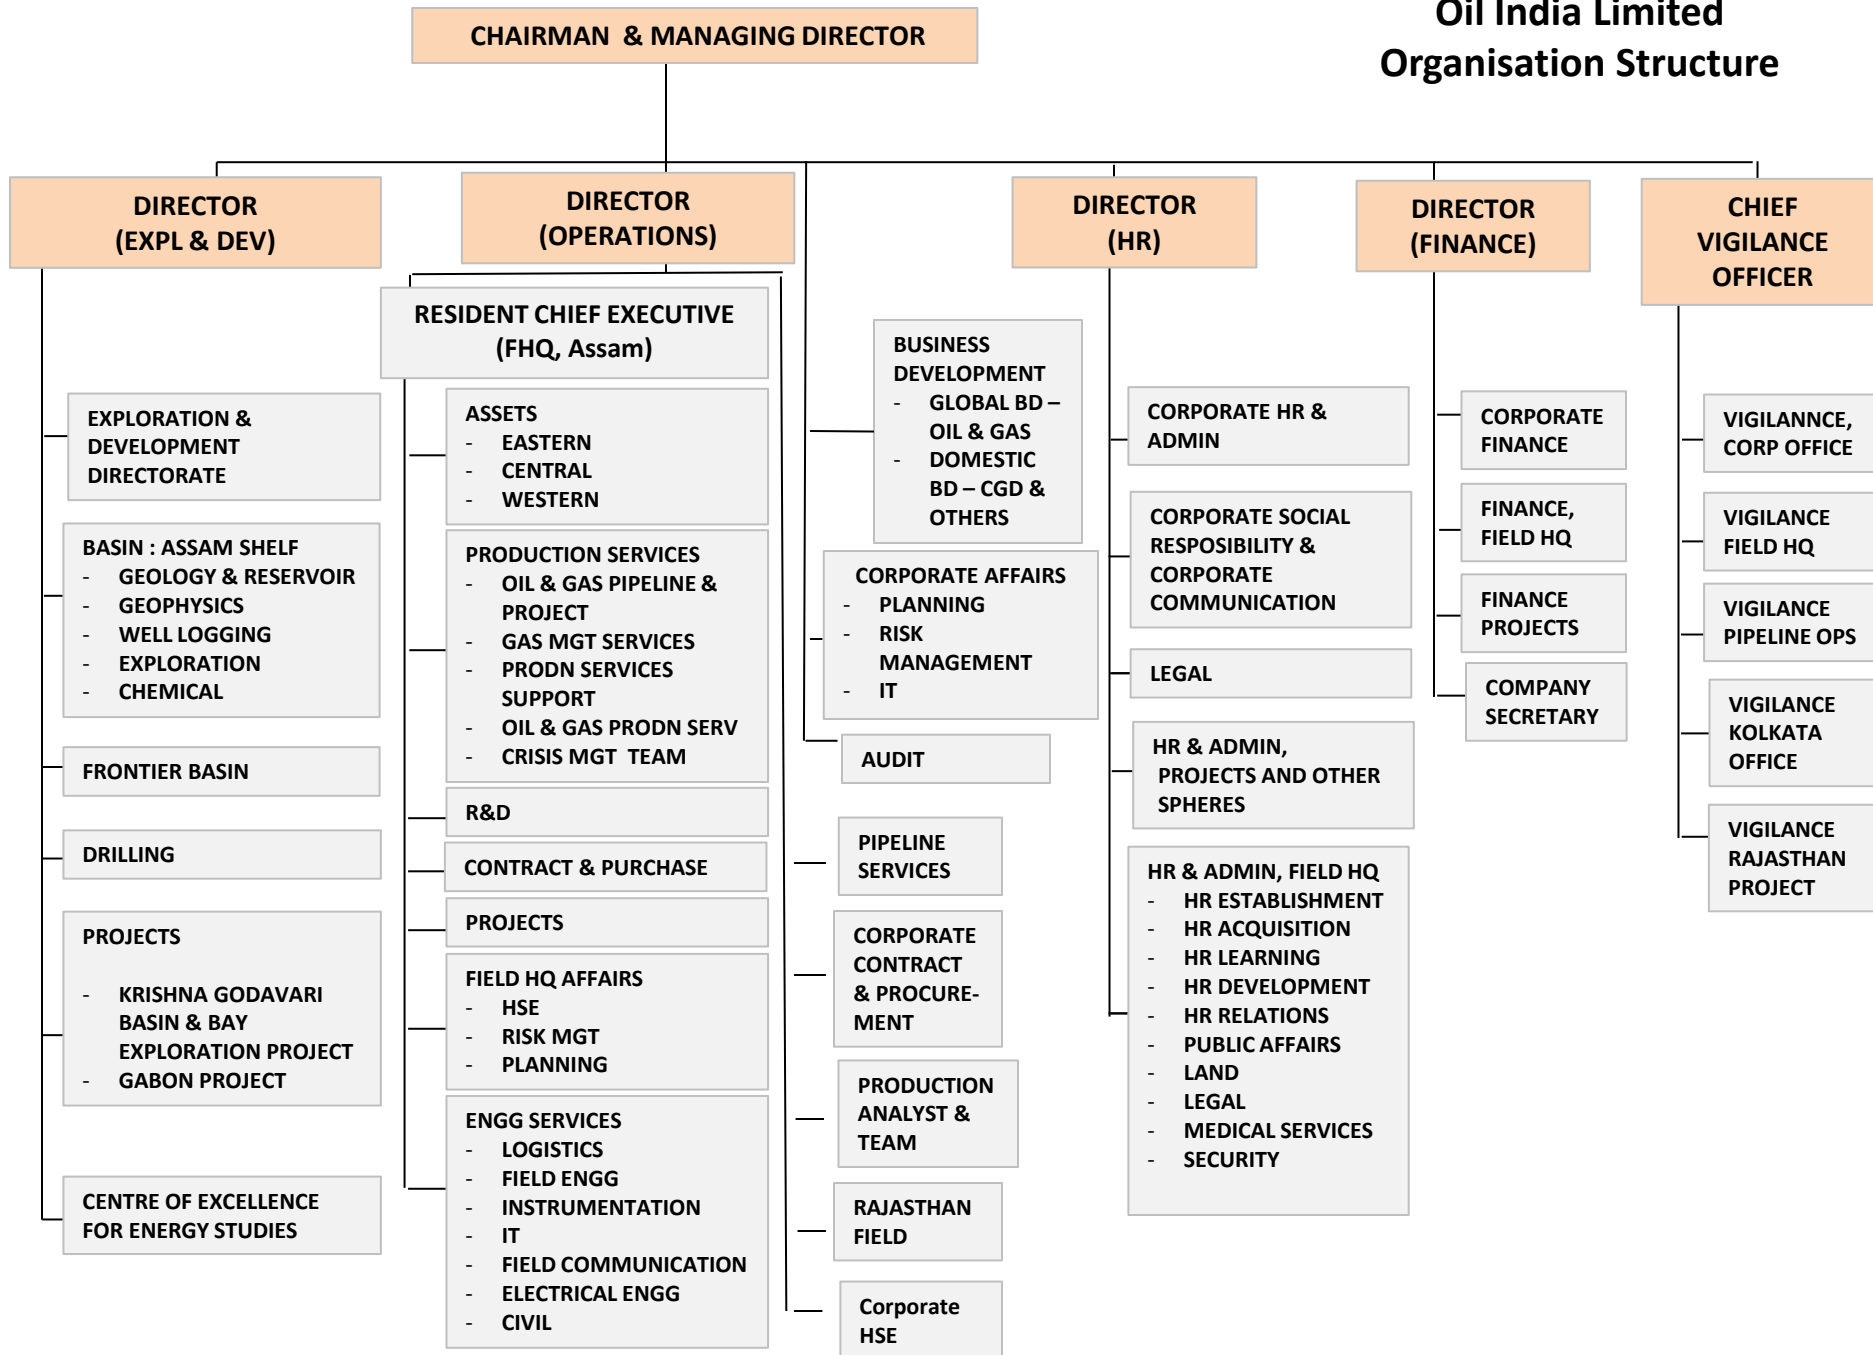 Oil India Limited
Organisation Structure
CHAIRMAN & MANAGING DIRECTOR
DIRECTOR
(EXPL & DEV)
EXPLORATION &
DEVELOPMENT
DIRECTORATE
BASIN : ASSAM SHELF
- GEOLOGY & RESERVOIR
- GEOPHYSICS
- WELL LOGGING
- EXPLORATION
- CHEMICAL
FRONTIER BASIN
DRILLING
PROJECTS
- KRISHNA GODAVARI
BASIN & BAY
EXPLORATION PROJECT
- GABON PROJECT
CENTRE OF EXCELLENCE
FOR ENERGY STUDIES
DIRECTOR
(OPERATIONS)
RESIDENT CHIEF EXECUTIVE
(FHQ, Assam)
ASSETS
- EASTERN
- CENTRAL
- WESTERN
PRODUCTION SERVICES
- OIL & GAS PIPELINE &
PROJECT
- GAS MGT SERVICES
- PRODN SERVICES
SUPPORT
- OIL & GAS PRODN SERV
- CRISIS MGT TEAM
R&D
CONTRACT & PURCHASE
PROJECTS
FIELD HQ AFFAIRS
- HSE
- RISK MGT
- PLANNING
ENGG SERVICES
- LOGISTICS
- FIELD ENGG
- INSTRUMENTATION
- IT
- FIELD COMMUNICATION
- ELECTRICAL ENGG
- CIVIL
BUSINESS
DEVELOPMENT
- GLOBAL BD –
OIL & GAS
- DOMESTIC
BD – CGD &
OTHERS
CORPORATE AFFAIRS
- PLANNING
- RISK
MANAGEMENT
- IT
AUDIT
PIPELINE
SERVICES
CORPORATE
CONTRACT
& PROCURE-
MENT
PRODUCTION
ANALYST &
TEAM
RAJASTHAN
FIELD
Corporate
HSE
DIRECTOR
(HR)
CORPORATE HR &
ADMIN
CORPORATE SOCIAL
RESPOSIBILITY &
CORPORATE
COMMUNICATION
LEGAL
HR & ADMIN,
PROJECTS AND OTHER
SPHERES
HR & ADMIN, FIELD HQ
- HR ESTABLISHMENT
- HR ACQUISITION
- HR LEARNING
- HR DEVELOPMENT
- HR RELATIONS
- PUBLIC AFFAIRS
- LAND
- LEGAL
- MEDICAL SERVICES
- SECURITY
DIRECTOR
(FINANCE)
CORPORATE
FINANCE
FINANCE,
FIELD HQ
FINANCE
PROJECTS
COMPANY
SECRETARY
CHIEF
VIGILANCE
OFFICER
VIGILANNCE,
CORP OFFICE
VIGILANCE
FIELD HQ
VIGILANCE
PIPELINE OPS
VIGILANCE
KOLKATA
OFFICE
VIGILANCE
RAJASTHAN
PROJECT